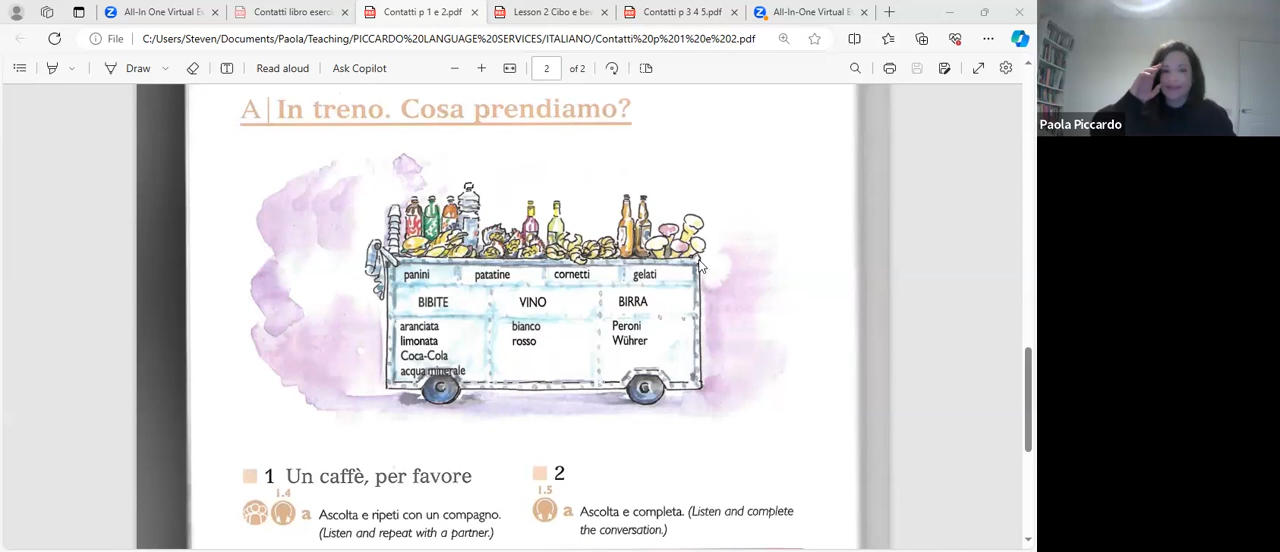 All-In One Virtual Ev
Contatti libro eserci
Contatti p 1 e 2.pdf
Lesson 2 Cibo e bev
Contatti p 3 4 5.pdf
All-In-One Virtual Ev
File
C:/Users/Steven/Documents/Paola/Teaching/PICCARDO%20LANGUAGE%20SERVICES/ITALIANO/Contatti%20p%201%20e%202.pdf
Draw
Read aloud
Ask Copilot
2 of 2
A| In treno. Cosa prendiamo?
panini patatine cornetti gelati
BIBITE VINO BIRRA
aranciata bianco Peroni
limonata rosso Wührer
Coca-Cola
acqua minerale
1 Un caffè, per favore
2
1.4
1.5
a Ascolta e ripeti con un compagno.
(Listen and repeat with a partner.)
a Ascolta e completa. (Listen and complete
the conversation.)
Paola Piccardo